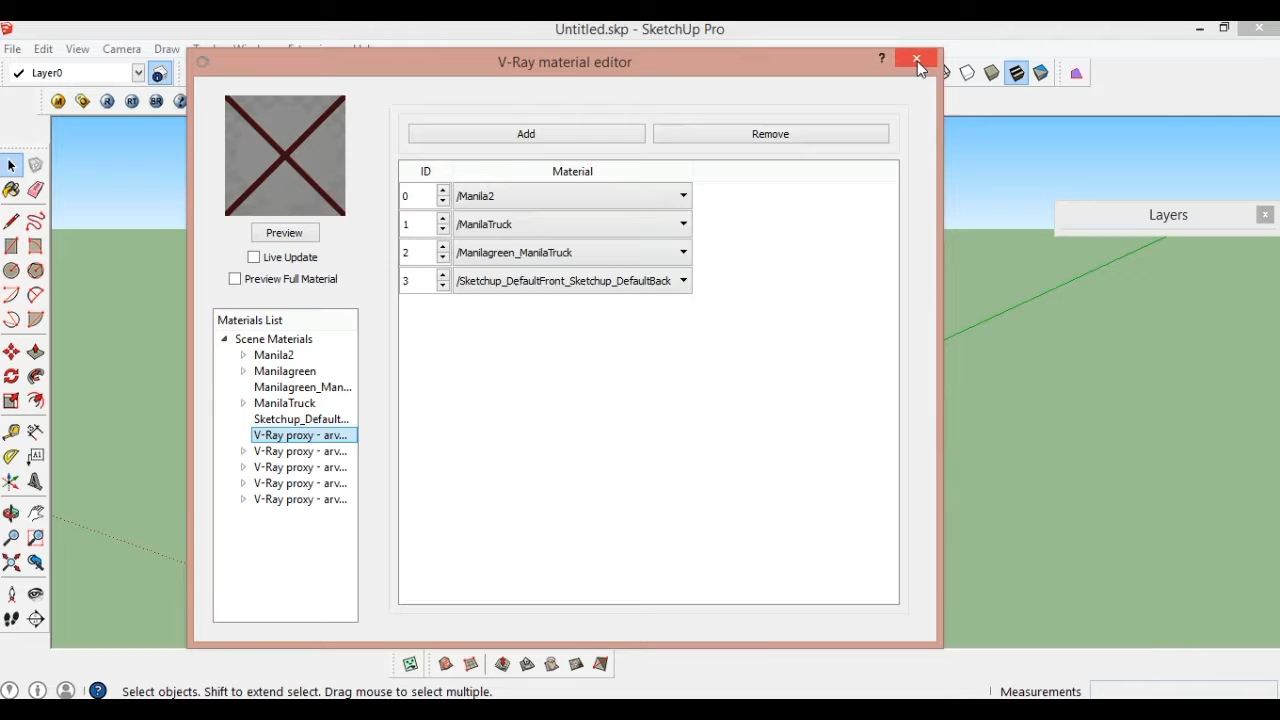 Untitled.skp - SketchUp Pro
File Edit View Camera Draw
V-Ray material editor
?
Layer0
M R RT BR
Add Remove
ID Material
0 /Manila2
1 /ManilaTruck
2 /Manilagreen_ManilaTruck
3 /Sketchup_DefaultFront_Sketchup_DefaultBack
Layers
Preview
Live Update
Preview Full Material
Materials List
Scene Materials
Manila2
Manilagreen
Manilagreen_Man...
ManilaTruck
Sketchup_Default...
V-Ray proxy - arv...
V-Ray proxy - arv...
V-Ray proxy - arv...
V-Ray proxy - arv...
V-Ray proxy - arv...
Select objects. Shift to extend select. Drag mouse to select multiple.
Measurements